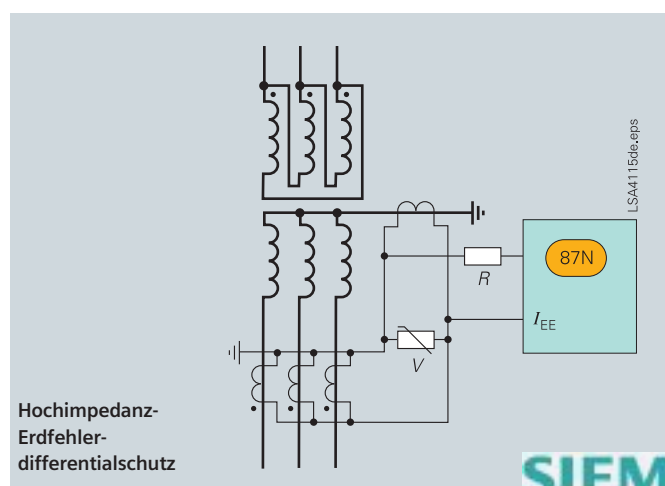 LSA4115de.eps
87N
R
I_EE
V
Hochimpedanz-
Erdfehler-
differentialschutz
SIEM